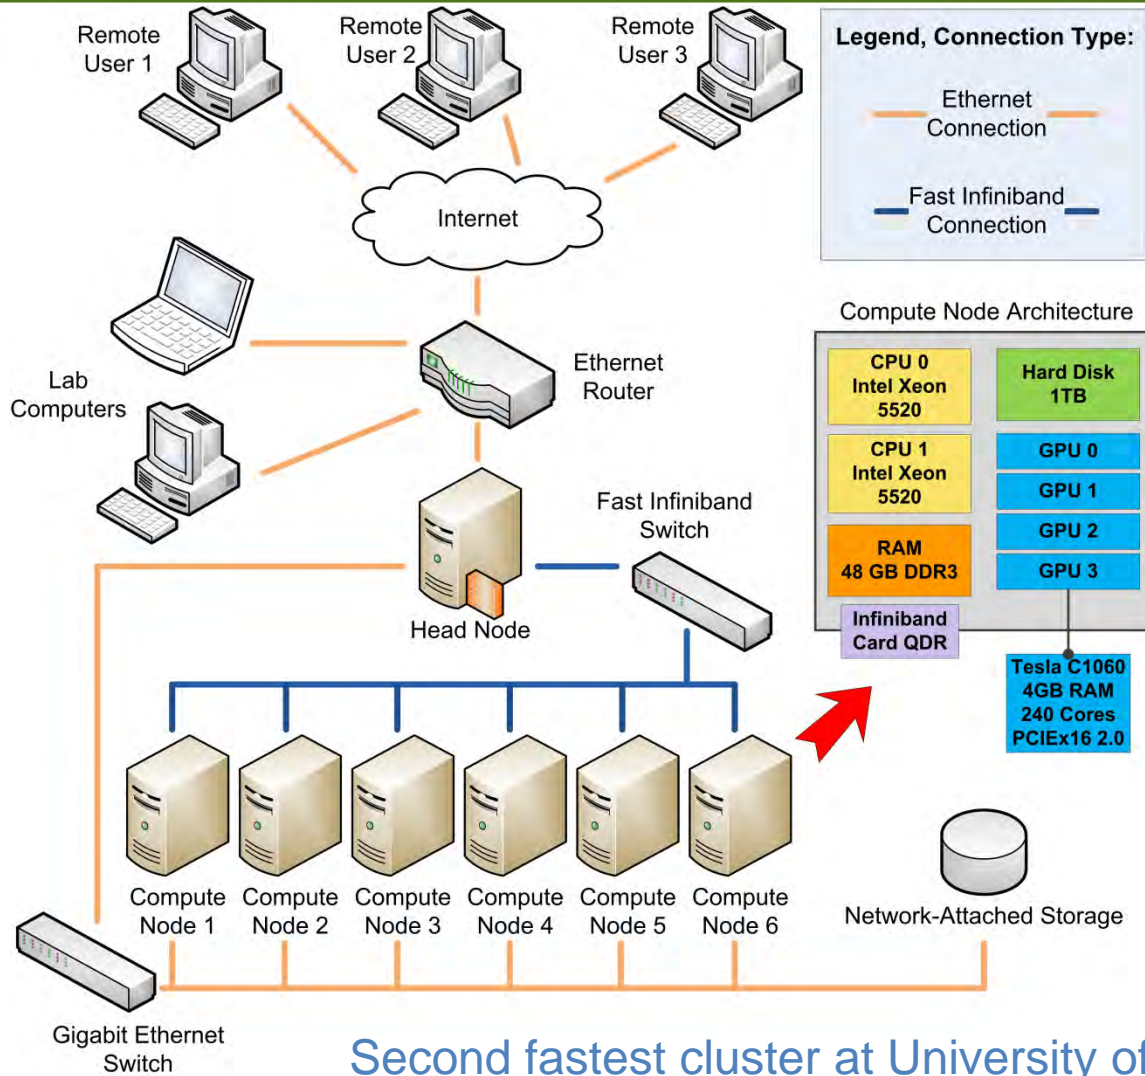 Remote
User 1
Remote
User 2
Remote
User 3
Legend, Connection Type:
Ethernet
Connection
Fast Infiniband
Connection
Internet
Lab
Computers
Ethernet
Router
Head Node
Fast Infiniband
Switch
Compute Node Architecture
CPU 0
Intel Xeon
5520
CPU 1
Intel Xeon
5520
RAM
48 GB DDR3
Infiniband
Card QDR
Hard Disk
1TB
GPU 0
GPU 1
GPU 2
GPU 3
Tesla C1060
4GB RAM
240 Cores
PCIEx16 2.0
Compute
Node 1
Compute
Node 2
Compute
Node 3
Compute
Node 4
Compute
Node 5
Compute
Node 6
Network-Attached Storage
Gigabit Ethernet
Switch
Second fastest cluster at University of